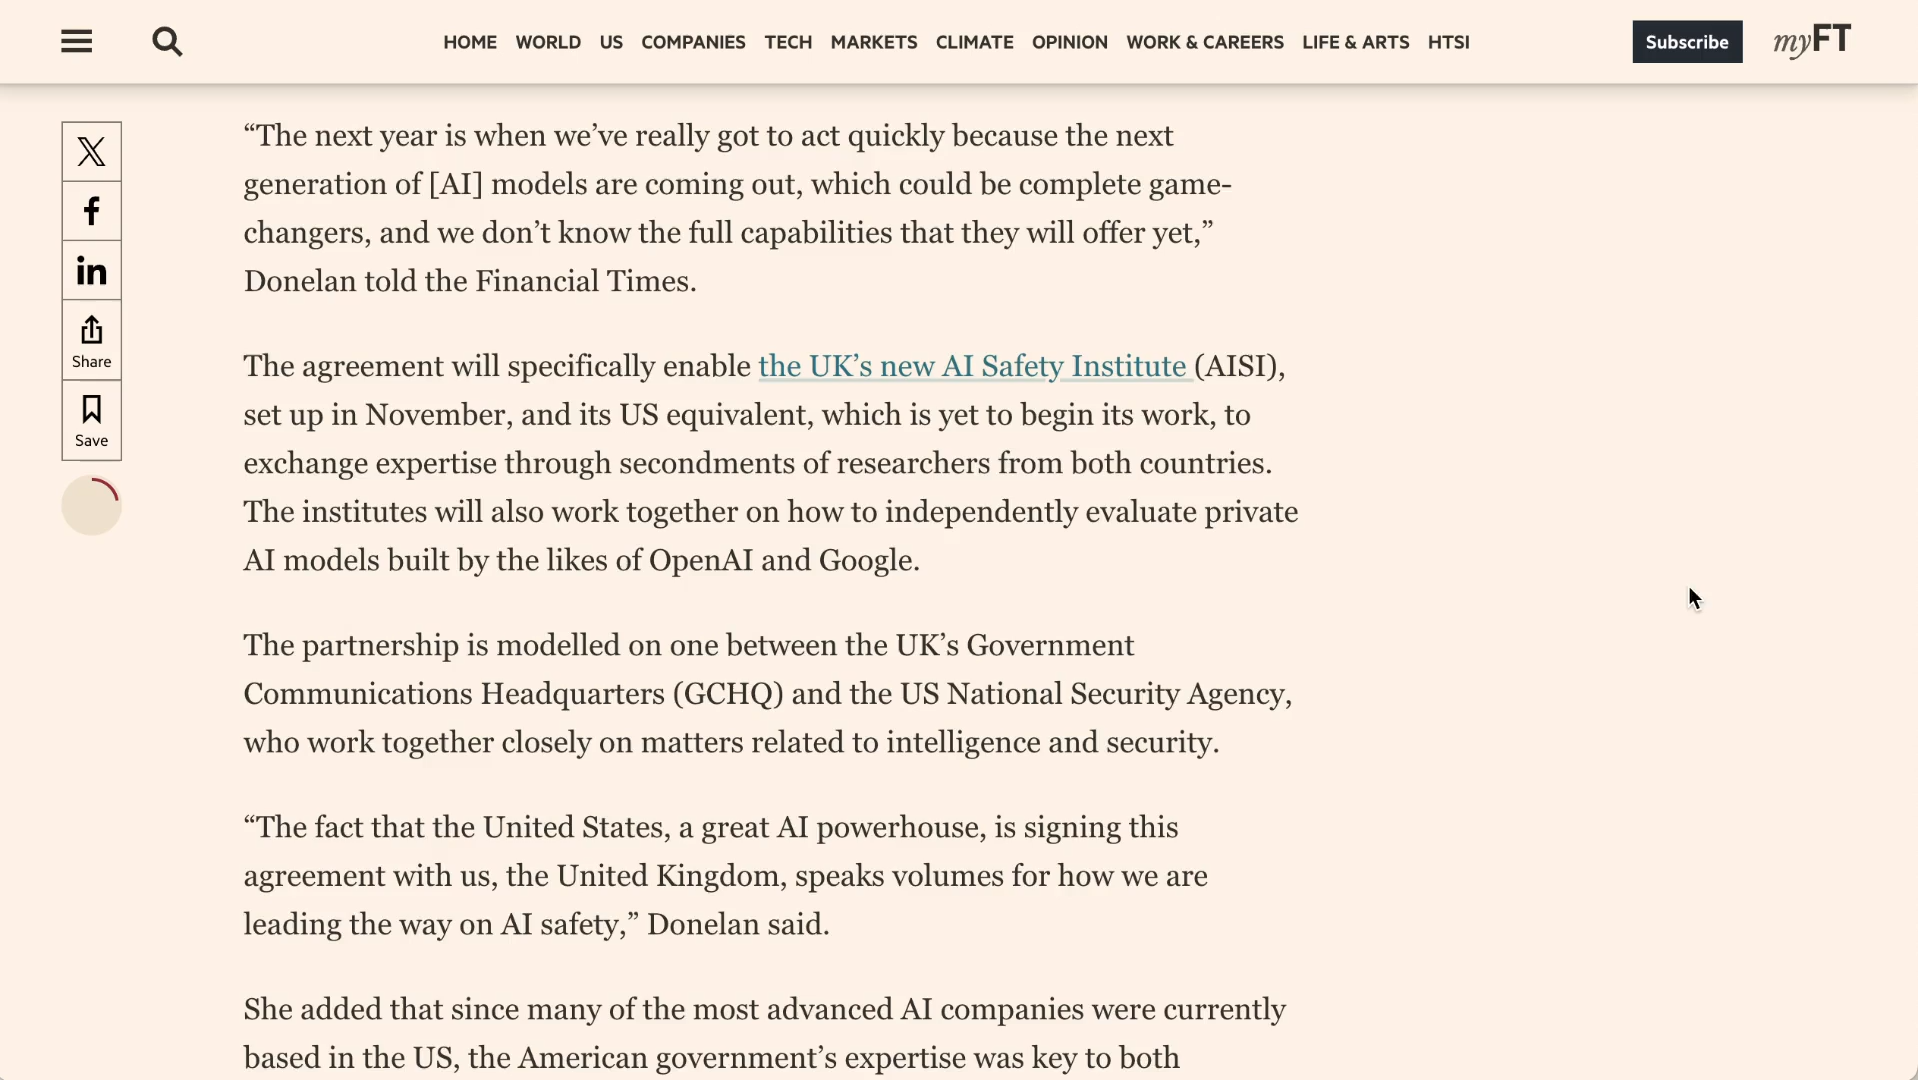 HOME WORLD US COMPANIES TECH MARKETS CLIMATE OPINION WORK & CAREERS LIFE & ARTS HTSI Subscribe myFT
“The next year is when we’ve really got to act quickly because the next
generation of [AI] models are coming out, which could be complete game-
changers, and we don’t know the full capabilities that they will offer yet,”
Donelan told the Financial Times.
Share
Save
The agreement will specifically enable the UK’s new AI Safety Institute (AISI),
set up in November, and its US equivalent, which is yet to begin its work, to
exchange expertise through secondments of researchers from both countries.
The institutes will also work together on how to independently evaluate private
AI models built by the likes of OpenAI and Google.
The partnership is modelled on one between the UK’s Government
Communications Headquarters (GCHQ) and the US National Security Agency,
who work together closely on matters related to intelligence and security.
“The fact that the United States, a great AI powerhouse, is signing this
agreement with us, the United Kingdom, speaks volumes for how we are
leading the way on AI safety,” Donelan said.
She added that since many of the most advanced AI companies were currently
based in the US, the American government’s expertise was key to both